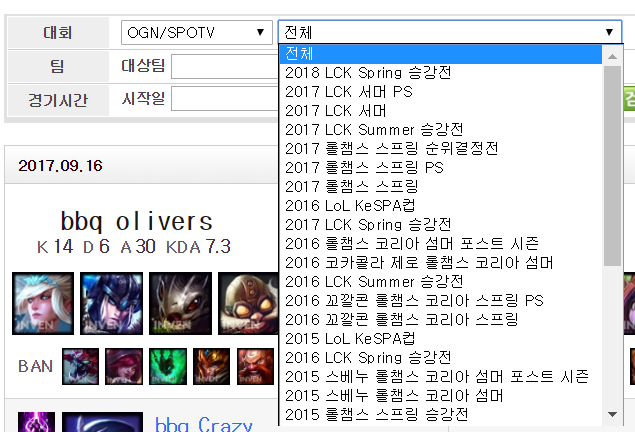 대회 OGN/SPOTV 전체
전체
팀 대상팀
2018 LCK Spring 승강전
2017 LCK 서머 PS
경기시간 시작일
2017 LCK 서머
2017 LCK Summer 승강전
2017 롤챔스 스프링 순위결정전
2017 롤챔스 스프링 PS
2017.09.16
2017 롤챔스 스프링
2016 LoL KeSPA컵
bbq olivers
2017 LCK Spring 승강전
K 14 D 6 A 30 KDA 7.3
2016 롤챔스 코리아 섬머 포스트 시즌
2016 코카콜라 제로 롤챔스 코리아 섬머
2016 LCK Summer 승강전
2016 꼬깔콘 롤챔스 코리아 스프링 PS
2016 꼬깔콘 롤챔스 코리아 스프링
INVEN INVEN INVEN
2015 LoL KeSPA컵
2016 LCK Spring 승강전
BAN
2015 스베누 롤챔스 코리아 섬머 포스트 시즌
2015 스베누 롤챔스 코리아 섬머
2015 롤챔스 스프링 승강전
bbq Crazy